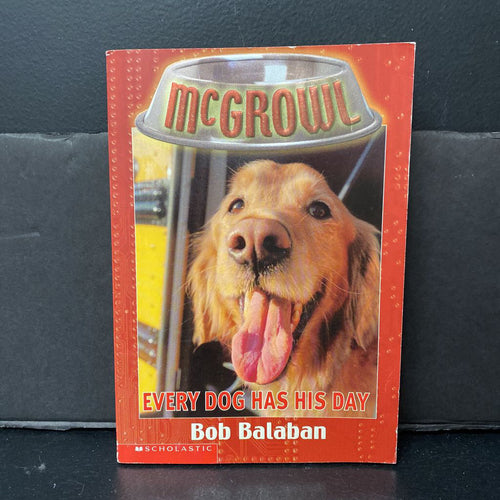 McGROWL
EVERY DOG HAS HIS DAY
Bob Balaban
SCHOLASTIC